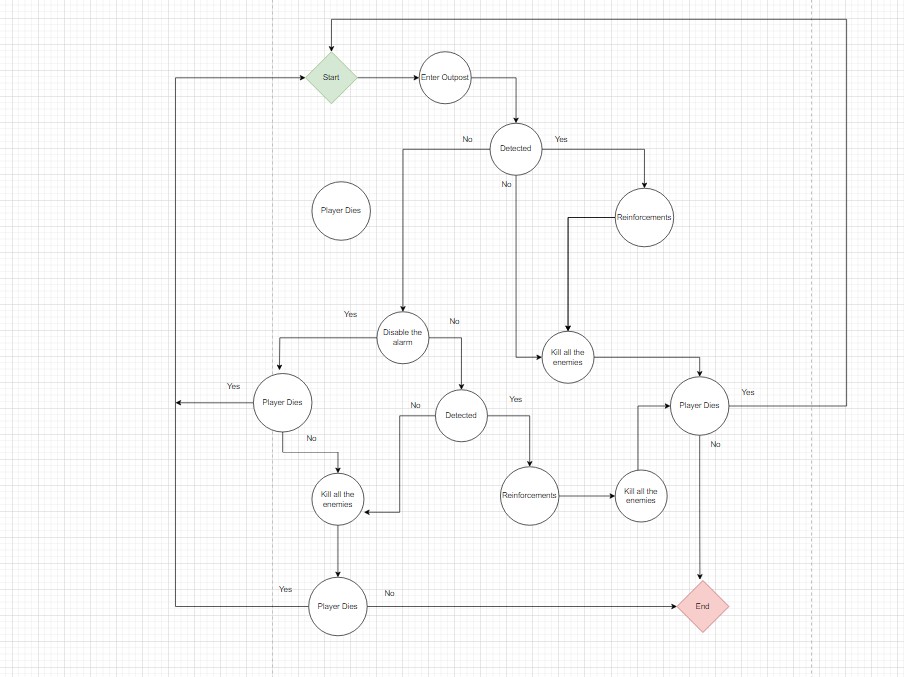 Start
Enter Outpost
No
Detected
Yes
No
Player Dies
Reinforcements
Yes
No
Disable the
alarm
Kill all the
enemies
Yes
Player Dies
No
Detected
Yes
Player Dies
Yes
No
No
Kill all the
enemies
Reinforcements
Kill all the
enemies
Yes
Player Dies
No
End